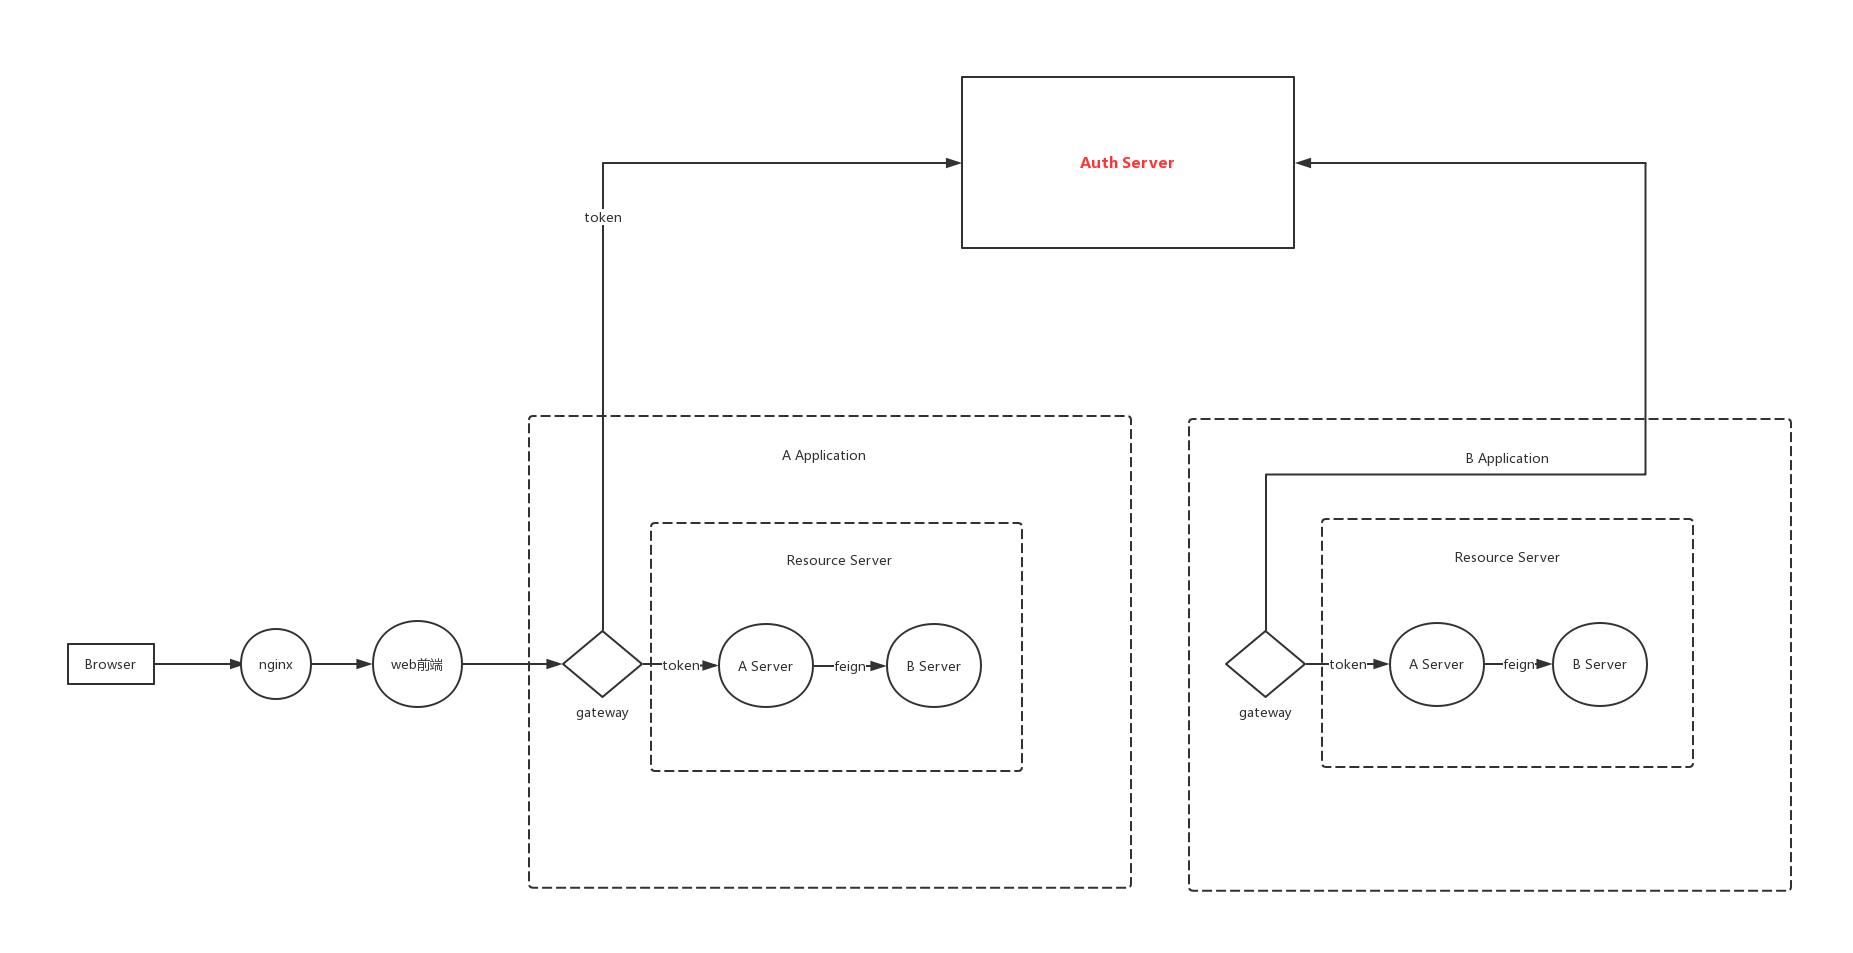 Auth Server
token
A Application
B Application
Resource Server
Resource Server
Browser
nginx
web前端
token
A Server
feign
B Server
gateway
token
A Server
feign
B Server
gateway